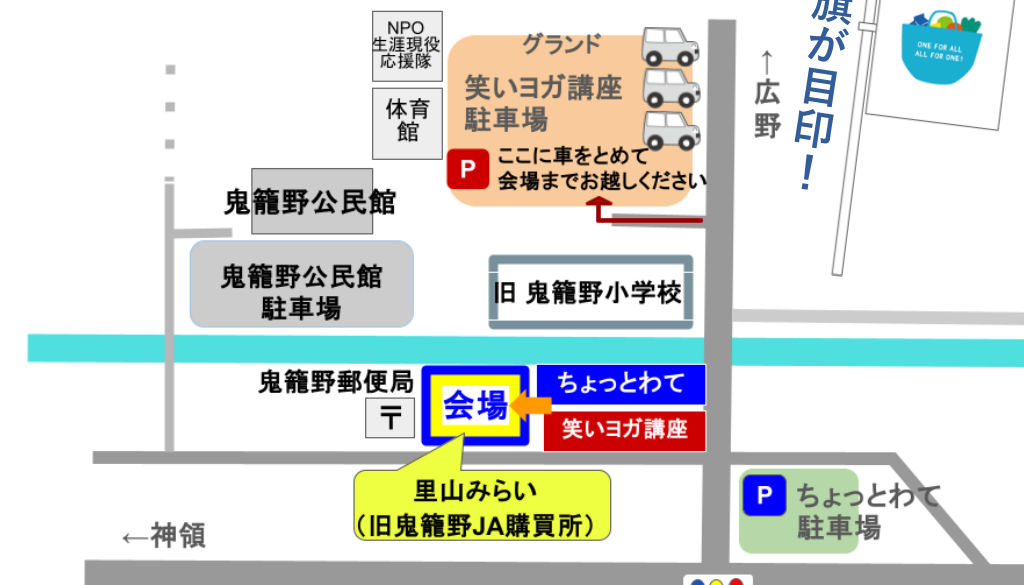 NPO
生涯現役
応援隊
体育
館
グランド
笑いヨガ講座
駐車場
P
ここに車をとめて
会場までお越しください
↑広野
旗が目印！
ONE FOR ALL
ALL FOR ONE!
鬼籠野公民館
鬼籠野公民館
駐車場
旧 鬼籠野小学校
鬼籠野郵便局
〒
会場
ちょっとわて
笑いヨガ講座
里山みらい
（旧鬼籠野JA購買所）
←神領
P
ちょっとわて
駐車場